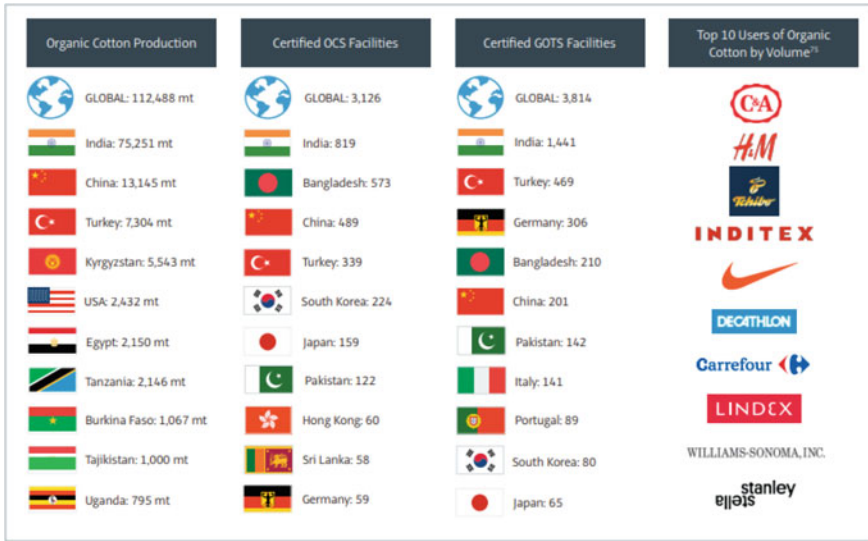 Organic Cotton Production
GLOBAL: 112,488 mt
India: 75,251 mt
China: 13,145 mt
Turkey: 7,304 mt
Kyrgyzstan: 5,543 mt
USA: 2,432 mt
Egypt: 2,150 mt
Tanzania: 2,146 mt
Burkina Faso: 1,067 mt
Tajikistan: 1,000 mt
Uganda: 795 mt
Certified OCS Facilities
GLOBAL: 3,126
India: 819
Bangladesh: 573
China: 489
Turkey: 339
South Korea: 224
Japan: 159
Pakistan: 122
Hong Kong: 60
Sri Lanka: 58
Germany: 59
Certified GOTS Facilities
GLOBAL: 3,814
India: 1,441
Turkey: 469
Germany: 306
Bangladesh: 210
China: 201
Pakistan: 142
Italy: 141
Portugal: 89
South Korea: 80
Japan: 65
Top 10 Users of Organic
Cotton by Volume75
C&A
H&M
Tchibo
INDITEX
DECATHLON
Carrefour
LINDEX
WILLIAMS-SONOMA, INC.
stanley
stella